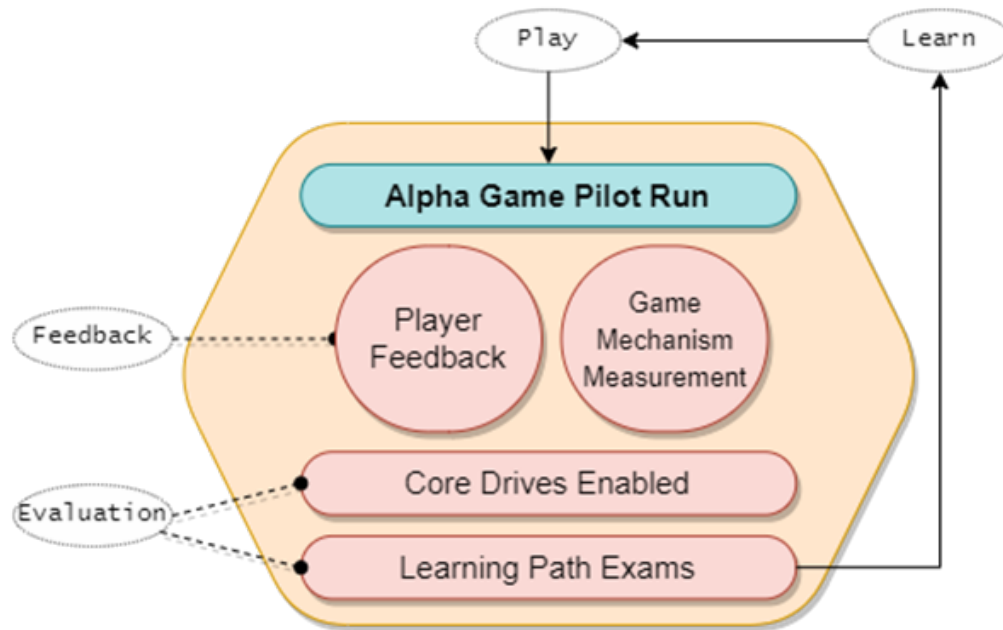 Play
Learn
Alpha Game Pilot Run
Player
Feedback
Game
Mechanism
Measurement
Feedback
Core Drives Enabled
Evaluation
Learning Path Exams